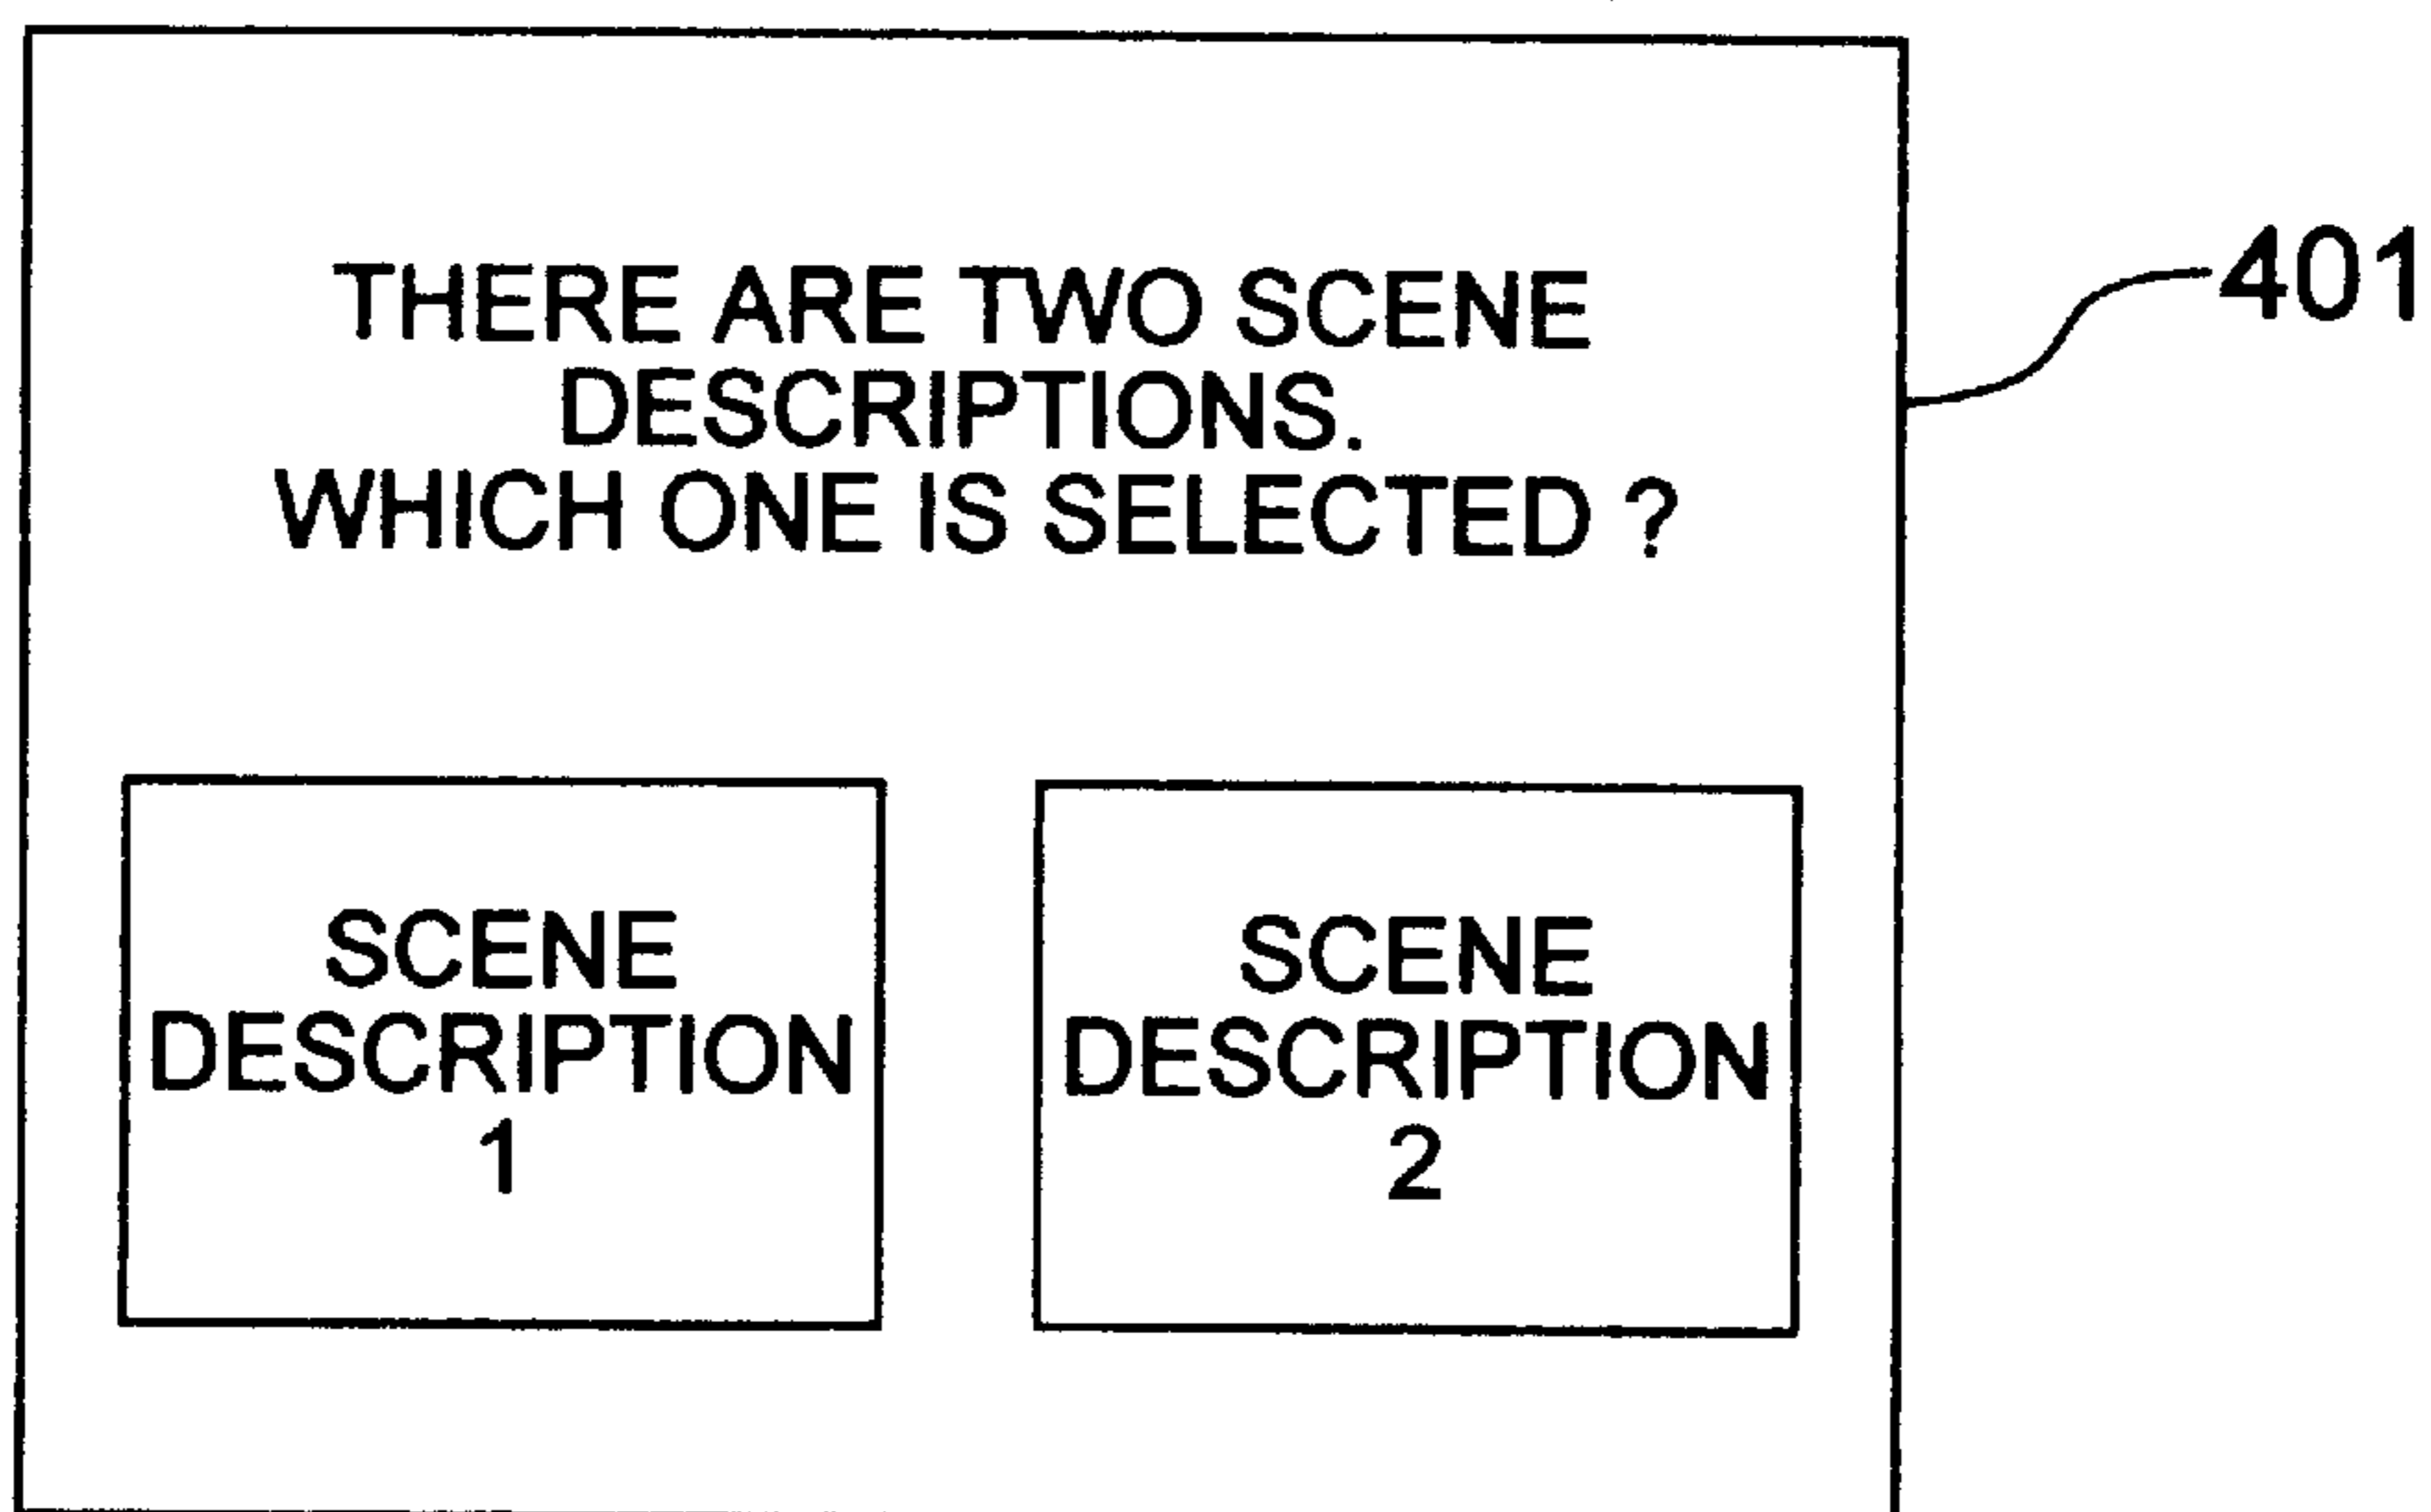 THERE ARE TWO SCENE
DESCRIPTIONS.
WHICH ONE IS SELECTED ?
401
SCENE
DESCRIPTION
1
SCENE
DESCRIPTION
2